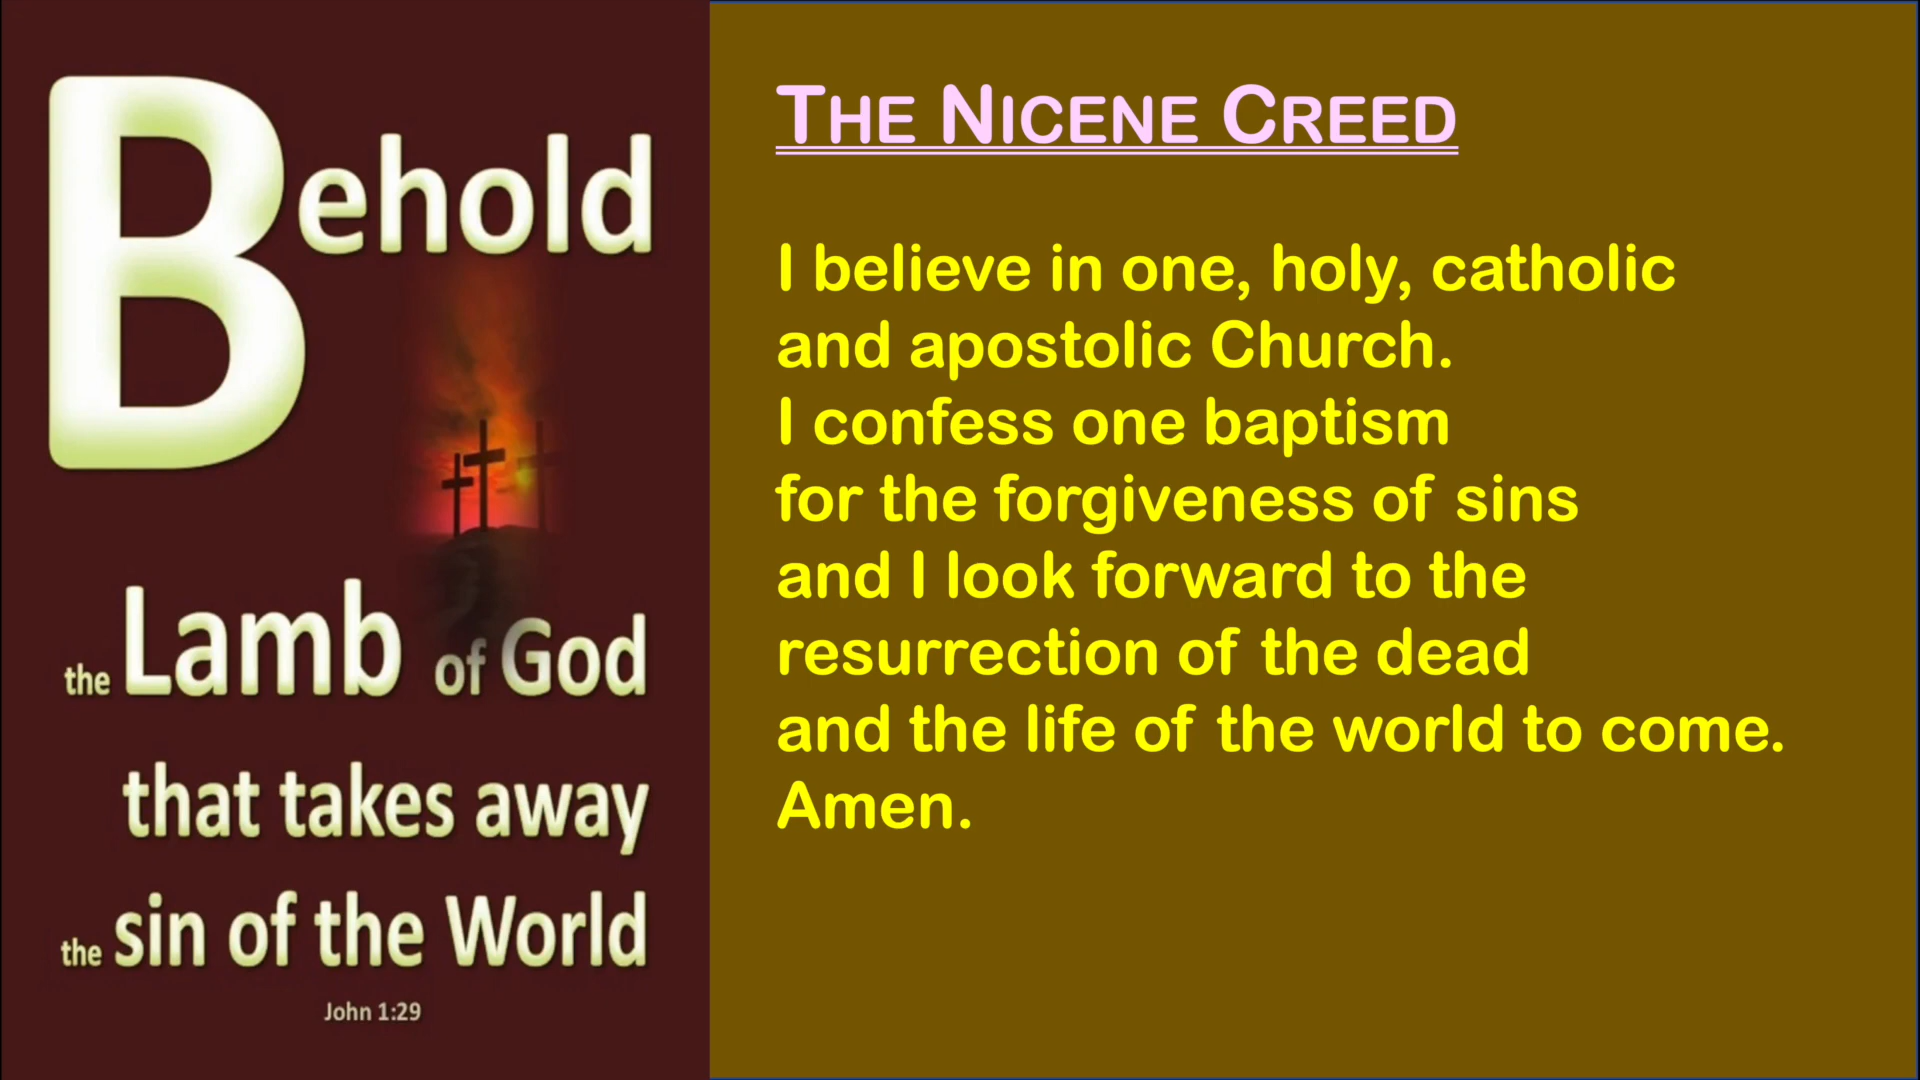 Behold
the Lamb of God
that takes away
the sin of the World
John 1:29
THE NICENE CREED
I believe in one, holy, catholic
and apostolic Church.
I confess one baptism
for the forgiveness of sins
and I look forward to the
resurrection of the dead
and the life of the world to come.
Amen.